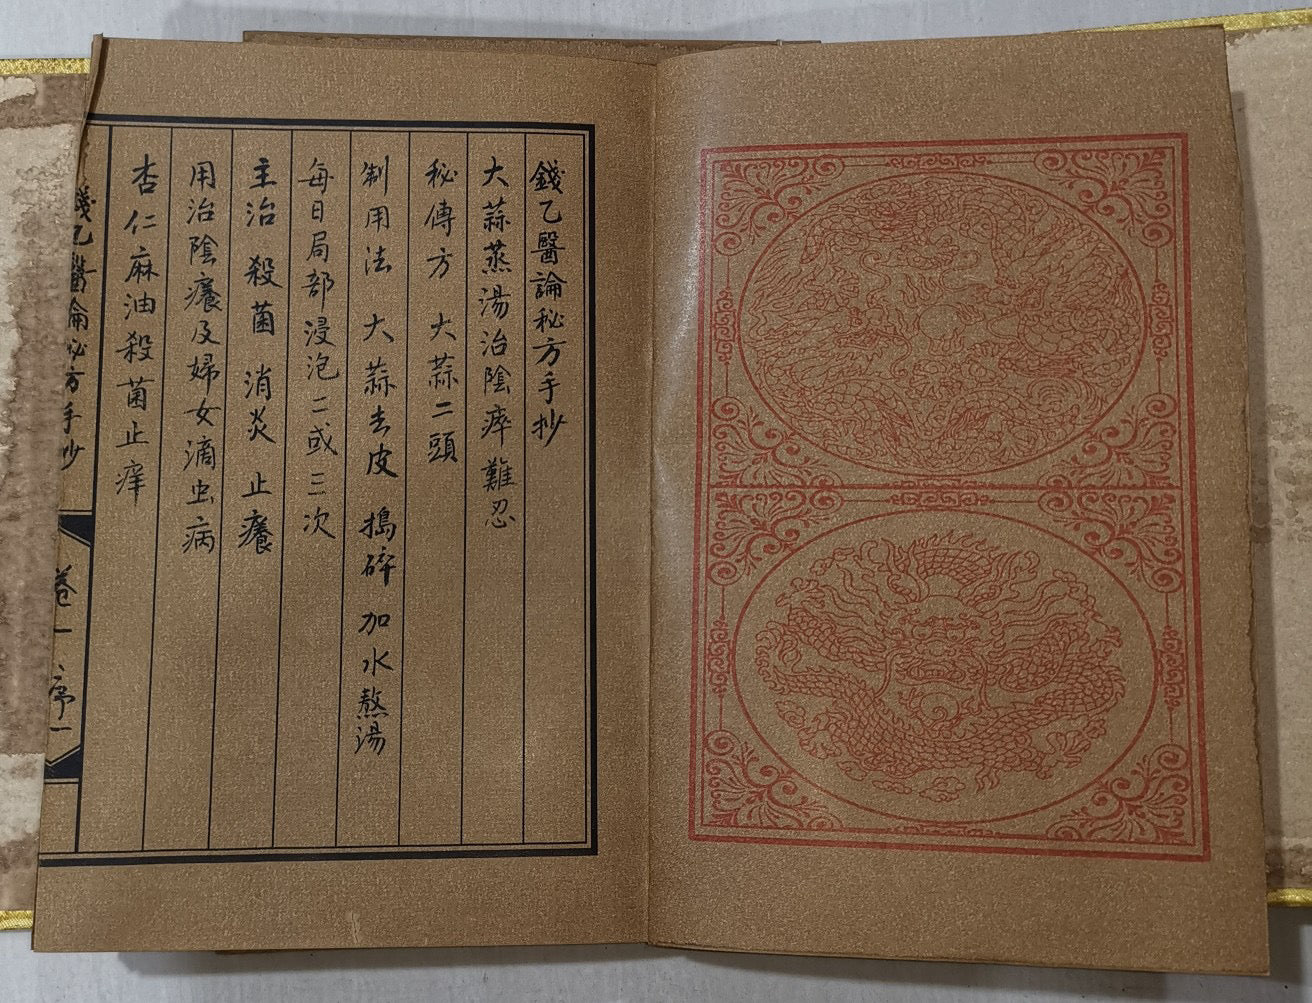 錢乙醫論秘方手抄
大蒜蒸湯治陰瘁難忍
秘傳方 大蒜二頭
制用法 大蒜去皮 搗碎 加水熬湯
每日局部浸泡二或三次
主治 殺菌 消炎 止癢
用治陰癢及婦女滴虫病
杏仁麻油殺菌止痒
錢乙醫論秘方手抄
卷一 序一